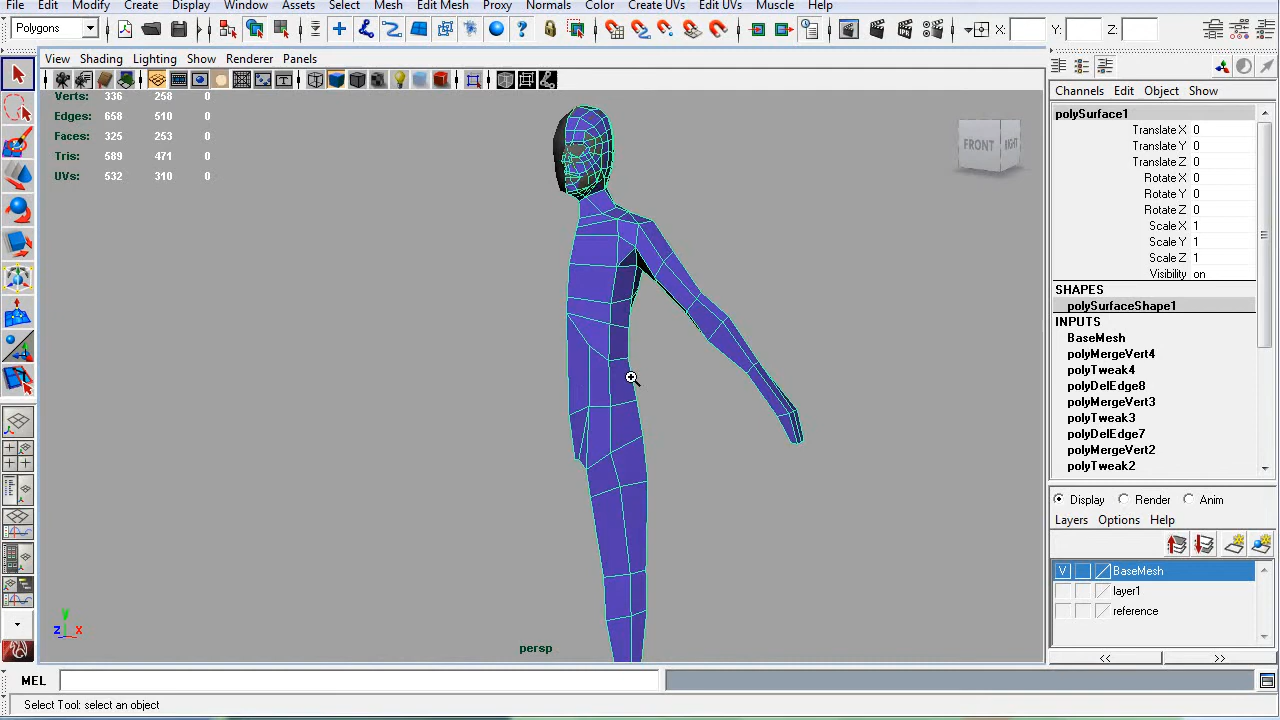 File Modify Create Display Window Assets Select Mesh Edit Mesh Proxy Normals Color Create UVs Edit UVs Muscle Help
Edit
Polygons X: Y: Z:
View Shading Lighting Show Renderer Panels
Channels Edit Object Show
Verts: 336 258 0
Edges: 658 510 0
Faces: 325 253 0
Tris: 589 471 0
UVs: 532 310 0
FRONT RIGHT
polySurface1
Translate X 0
Translate Y 0
Translate Z 0
Rotate X 0
Rotate Y 0
Rotate Z 0
Scale X 1
Scale Y 1
Scale Z 1
Visibility on
SHAPES
polySurfaceShape1
INPUTS
BaseMesh
polyMergeVert4
polyTweak4
polyDelEdge8
polyMergeVert3
polyTweak3
polyDelEdge7
polyMergeVert2
polyTweak2
Display Render Anim
Layers Options Help
V BaseMesh
layer1
reference
<< >>
y
z x
persp
MEL
Select Tool: select an object